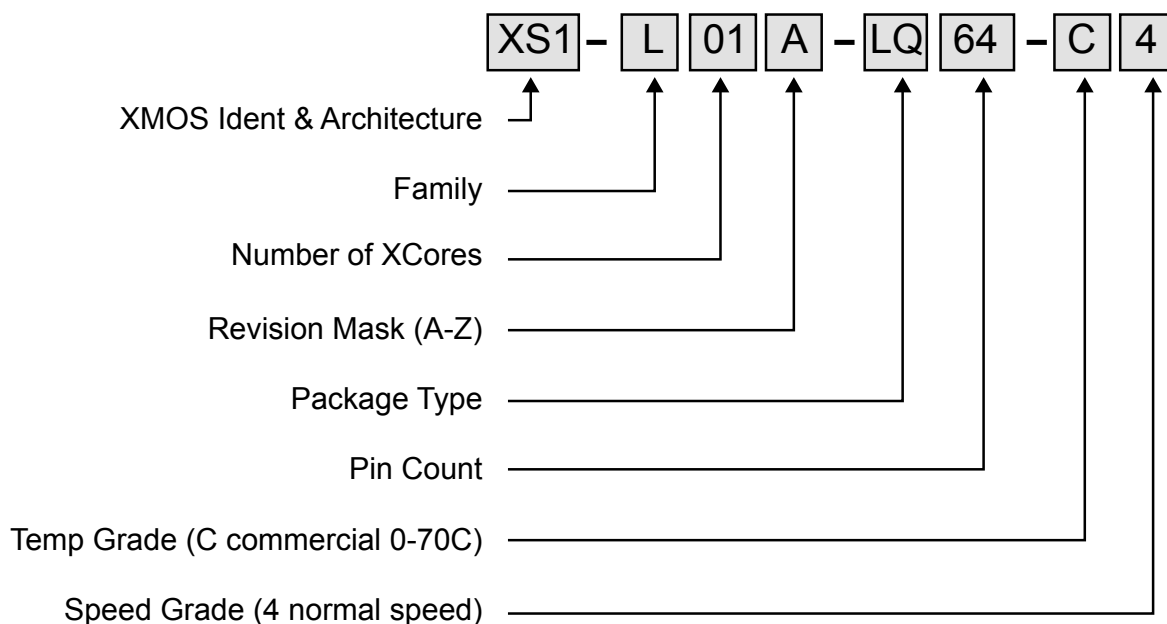 XS1 – L 01 A – LQ 64 – C 4
XMOS Ident & Architecture
Family
Number of XCores
Revision Mask (A-Z)
Package Type
Pin Count
Temp Grade (C commercial 0-70C)
Speed Grade (4 normal speed)